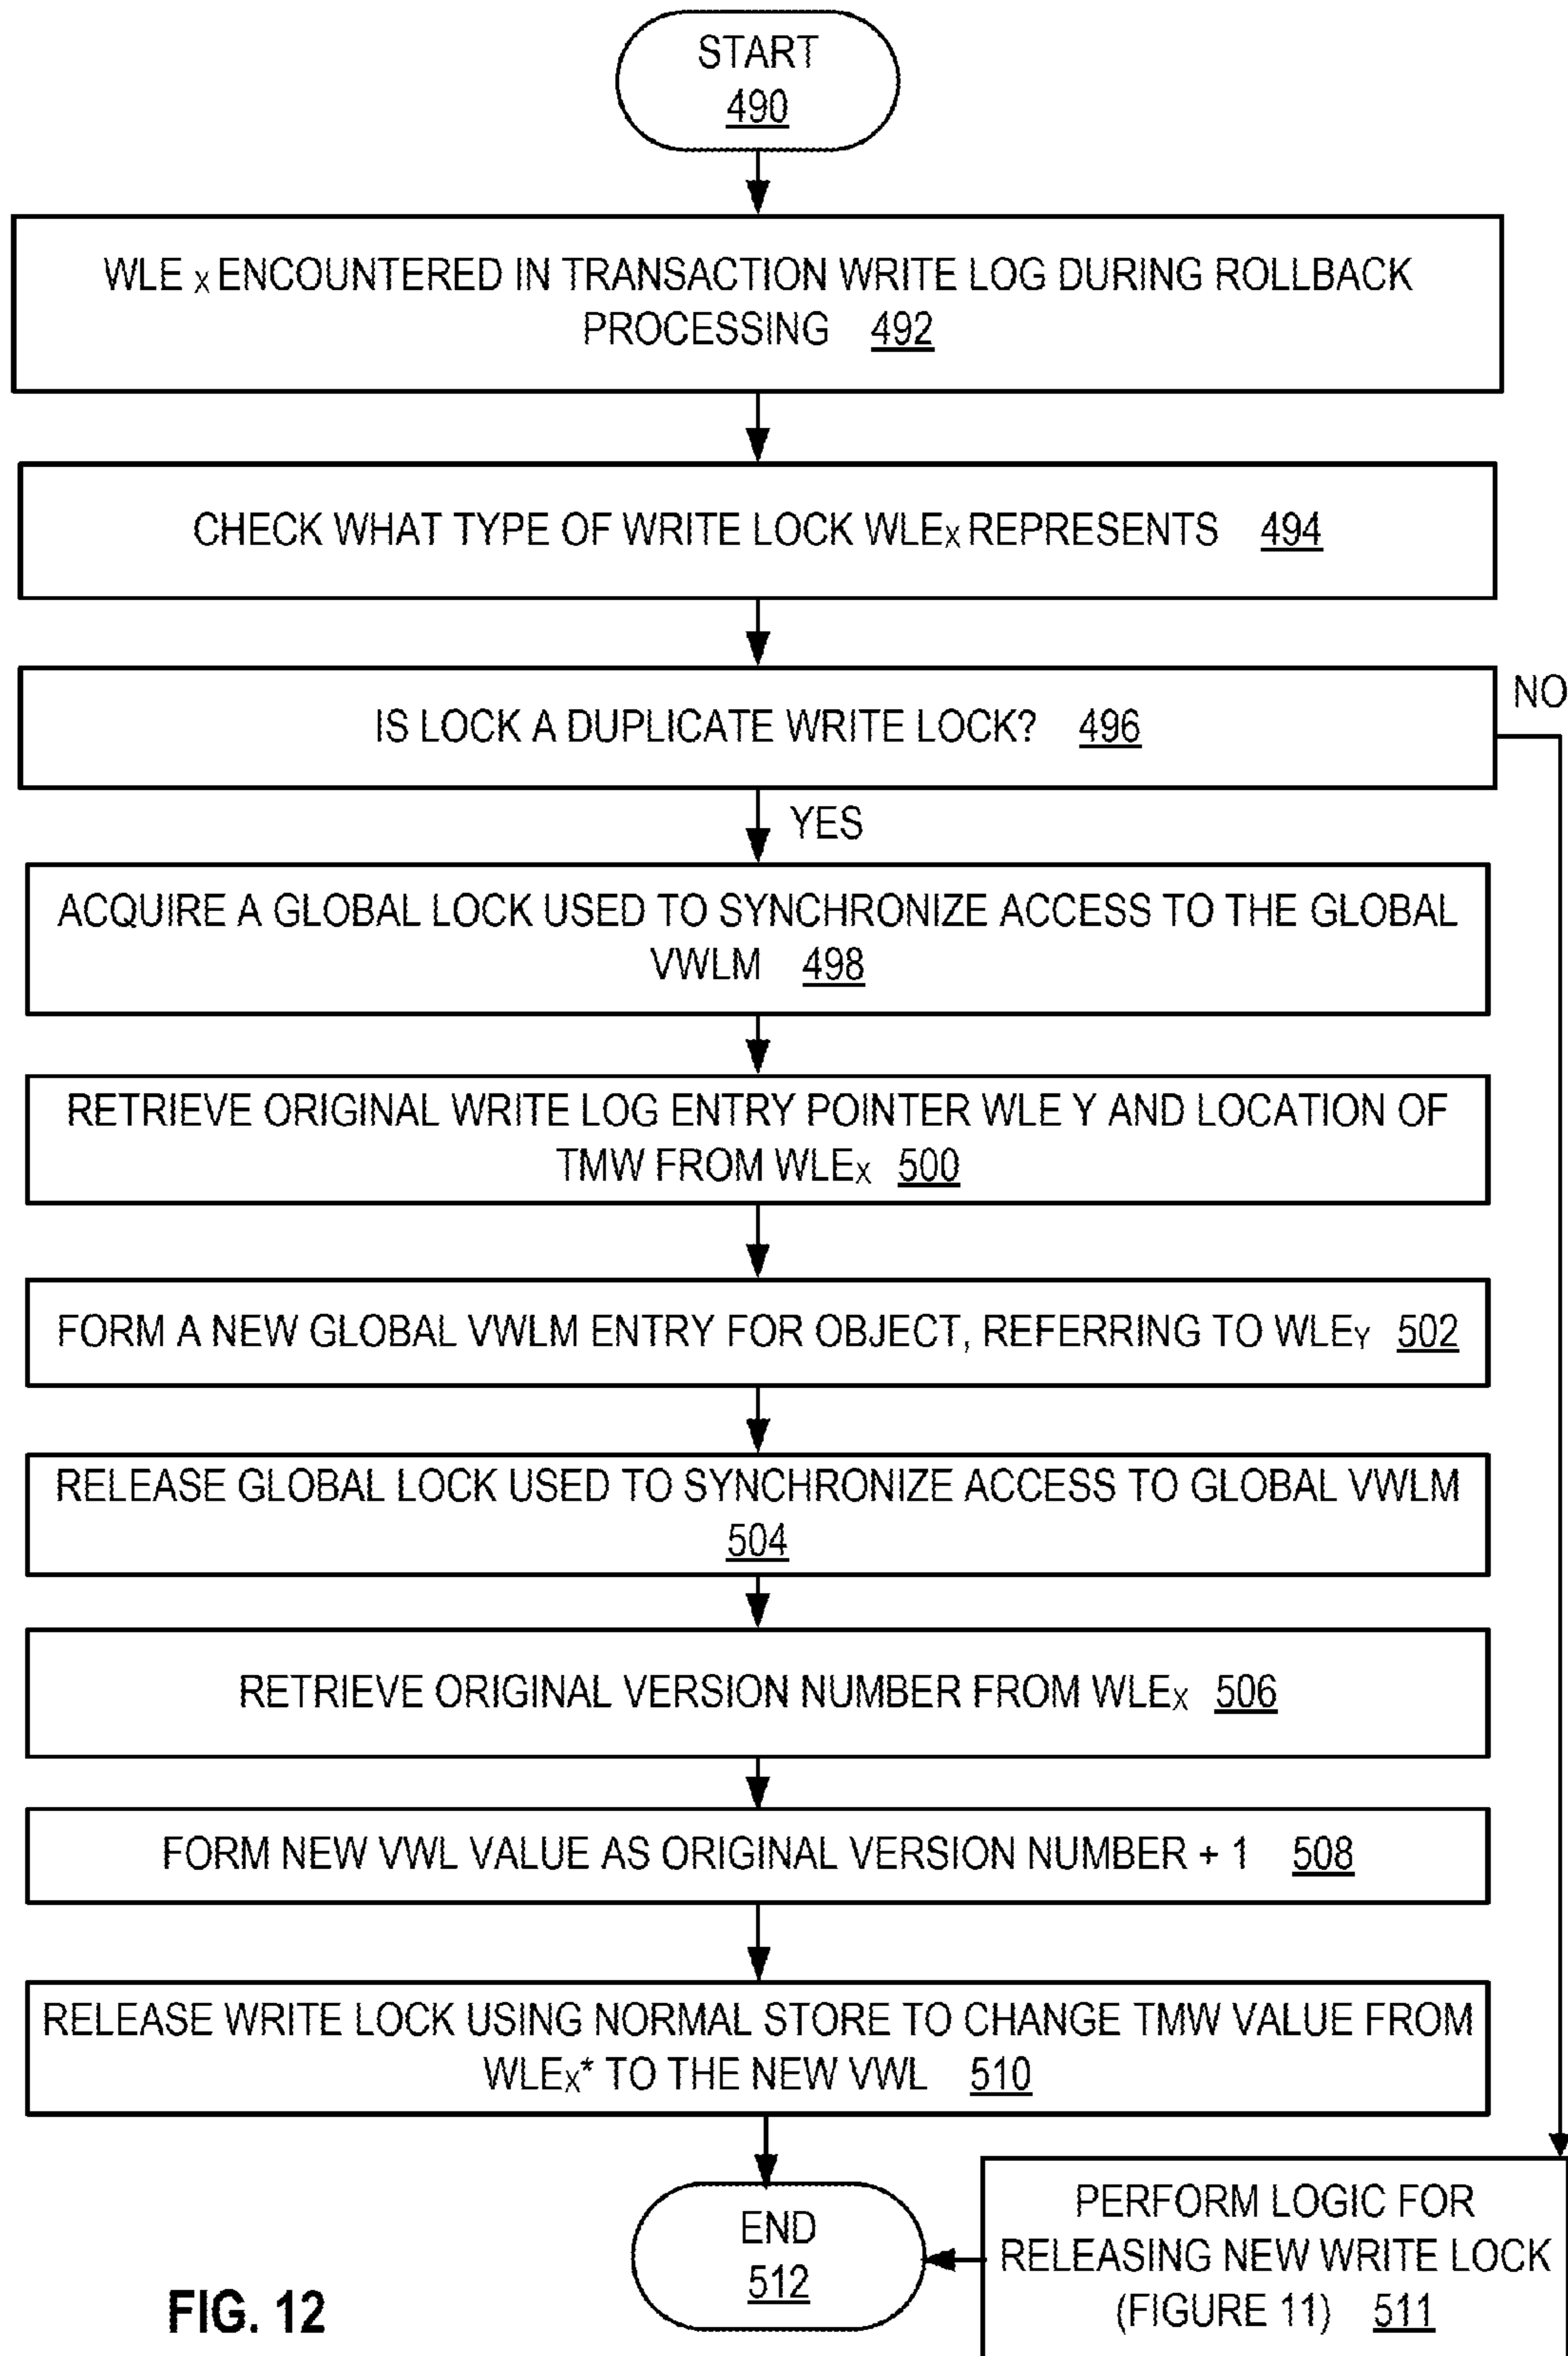 START
490
WLE X ENCOUNTERED IN TRANSACTION WRITE LOG DURING ROLLBACK
PROCESSING 492
CHECK WHAT TYPE OF WRITE LOCK WLEX REPRESENTS 494
NO
IS LOCK A DUPLICATE WRITE LOCK? 496
YES
ACQUIRE A GLOBAL LOCK USED TO SYNCHRONIZE ACCESS TO THE GLOBAL
VWLM 498
RETRIEVE ORIGINAL WRITE LOG ENTRY POINTER WLE Y AND LOCATION OF
TMW FROM WLEX 500
FORM A NEW GLOBAL VWLM ENTRY FOR OBJECT, REFERRING TO WLEY 502
RELEASE GLOBAL LOCK USED TO SYNCHRONIZE ACCESS TO GLOBAL VWLM
504
RETRIEVE ORIGINAL VERSION NUMBER FROM WLEX 506
FORM NEW VWL VALUE AS ORIGINAL VERSION NUMBER + 1 508
RELEASE WRITE LOCK USING NORMAL STORE TO CHANGE TMW VALUE FROM
WLEX* TO THE NEW VWL 510
END
512
PERFORM LOGIC FOR
RELEASING NEW WRITE LOCK
(FIGURE 11) 511
FIG. 12